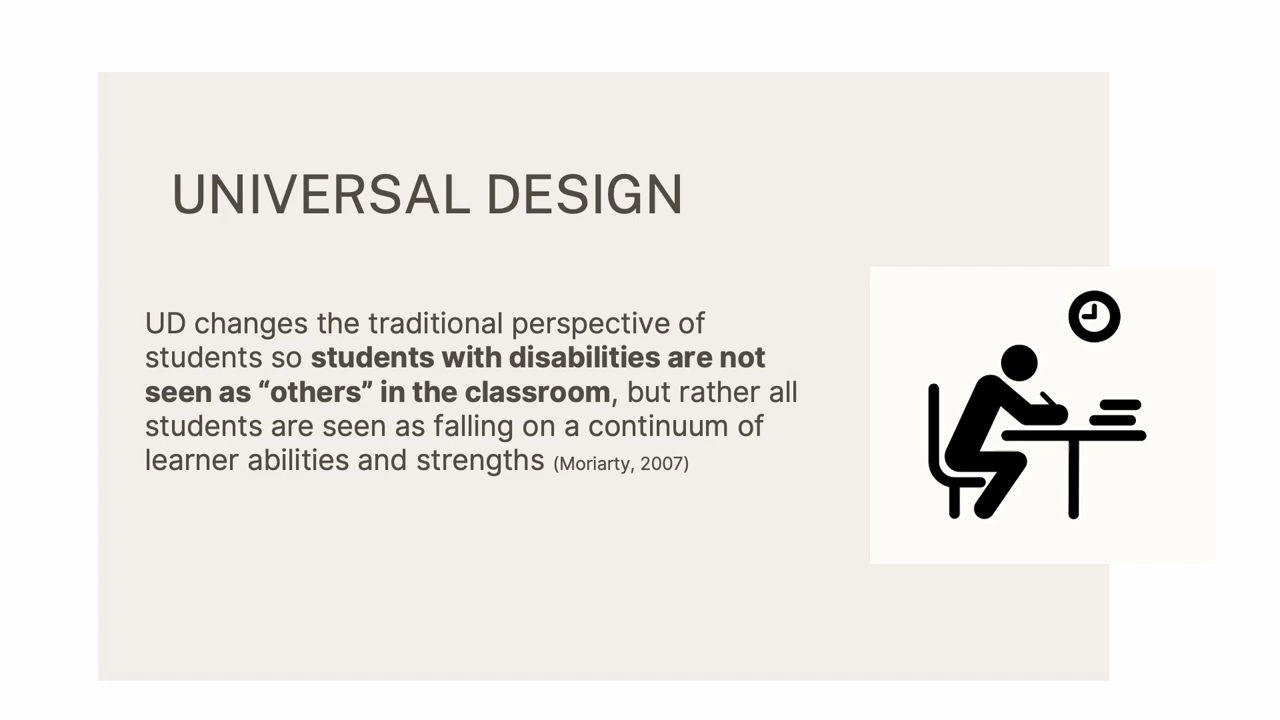 UNIVERSAL DESIGN
UD changes the traditional perspective of
students so students with disabilities are not
seen as “others” in the classroom, but rather all
students are seen as falling on a continuum of
learner abilities and strengths (Moriarty, 2007)